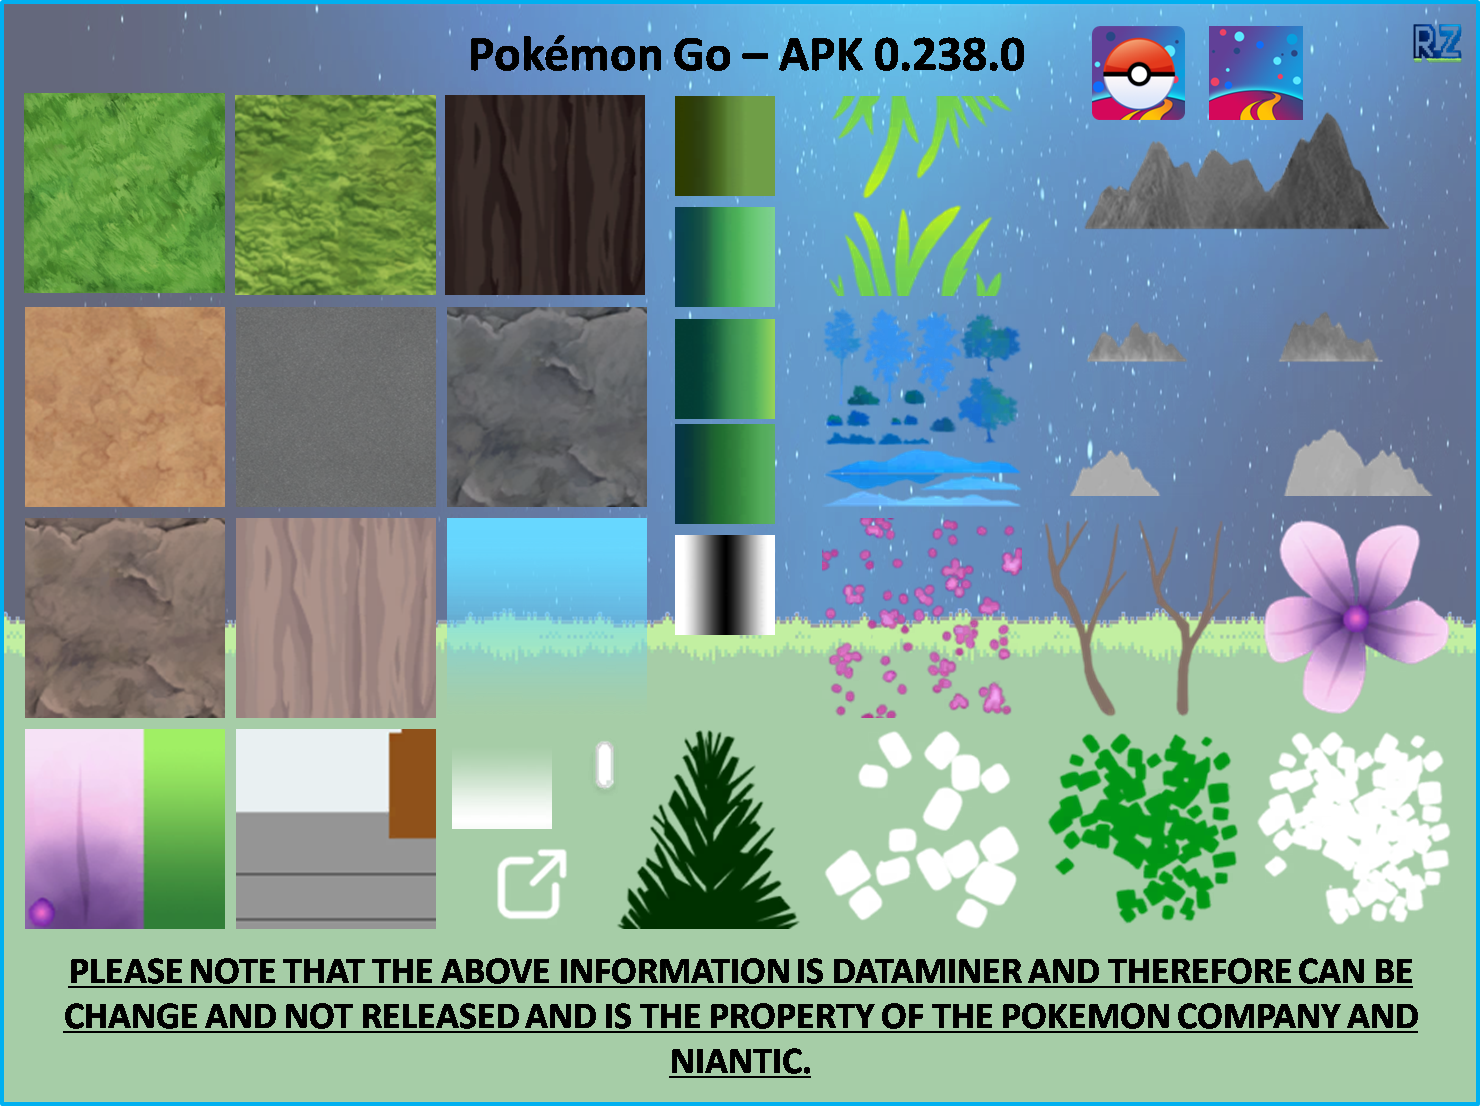 Pokémon Go – APK 0.238.0
RZ
PLEASE NOTE THAT THE ABOVE INFORMATION IS DATAMINER AND THEREFORE CAN BE
CHANGE AND NOT RELEASED AND IS THE PROPERTY OF THE POKEMON COMPANY AND
NIANTIC.